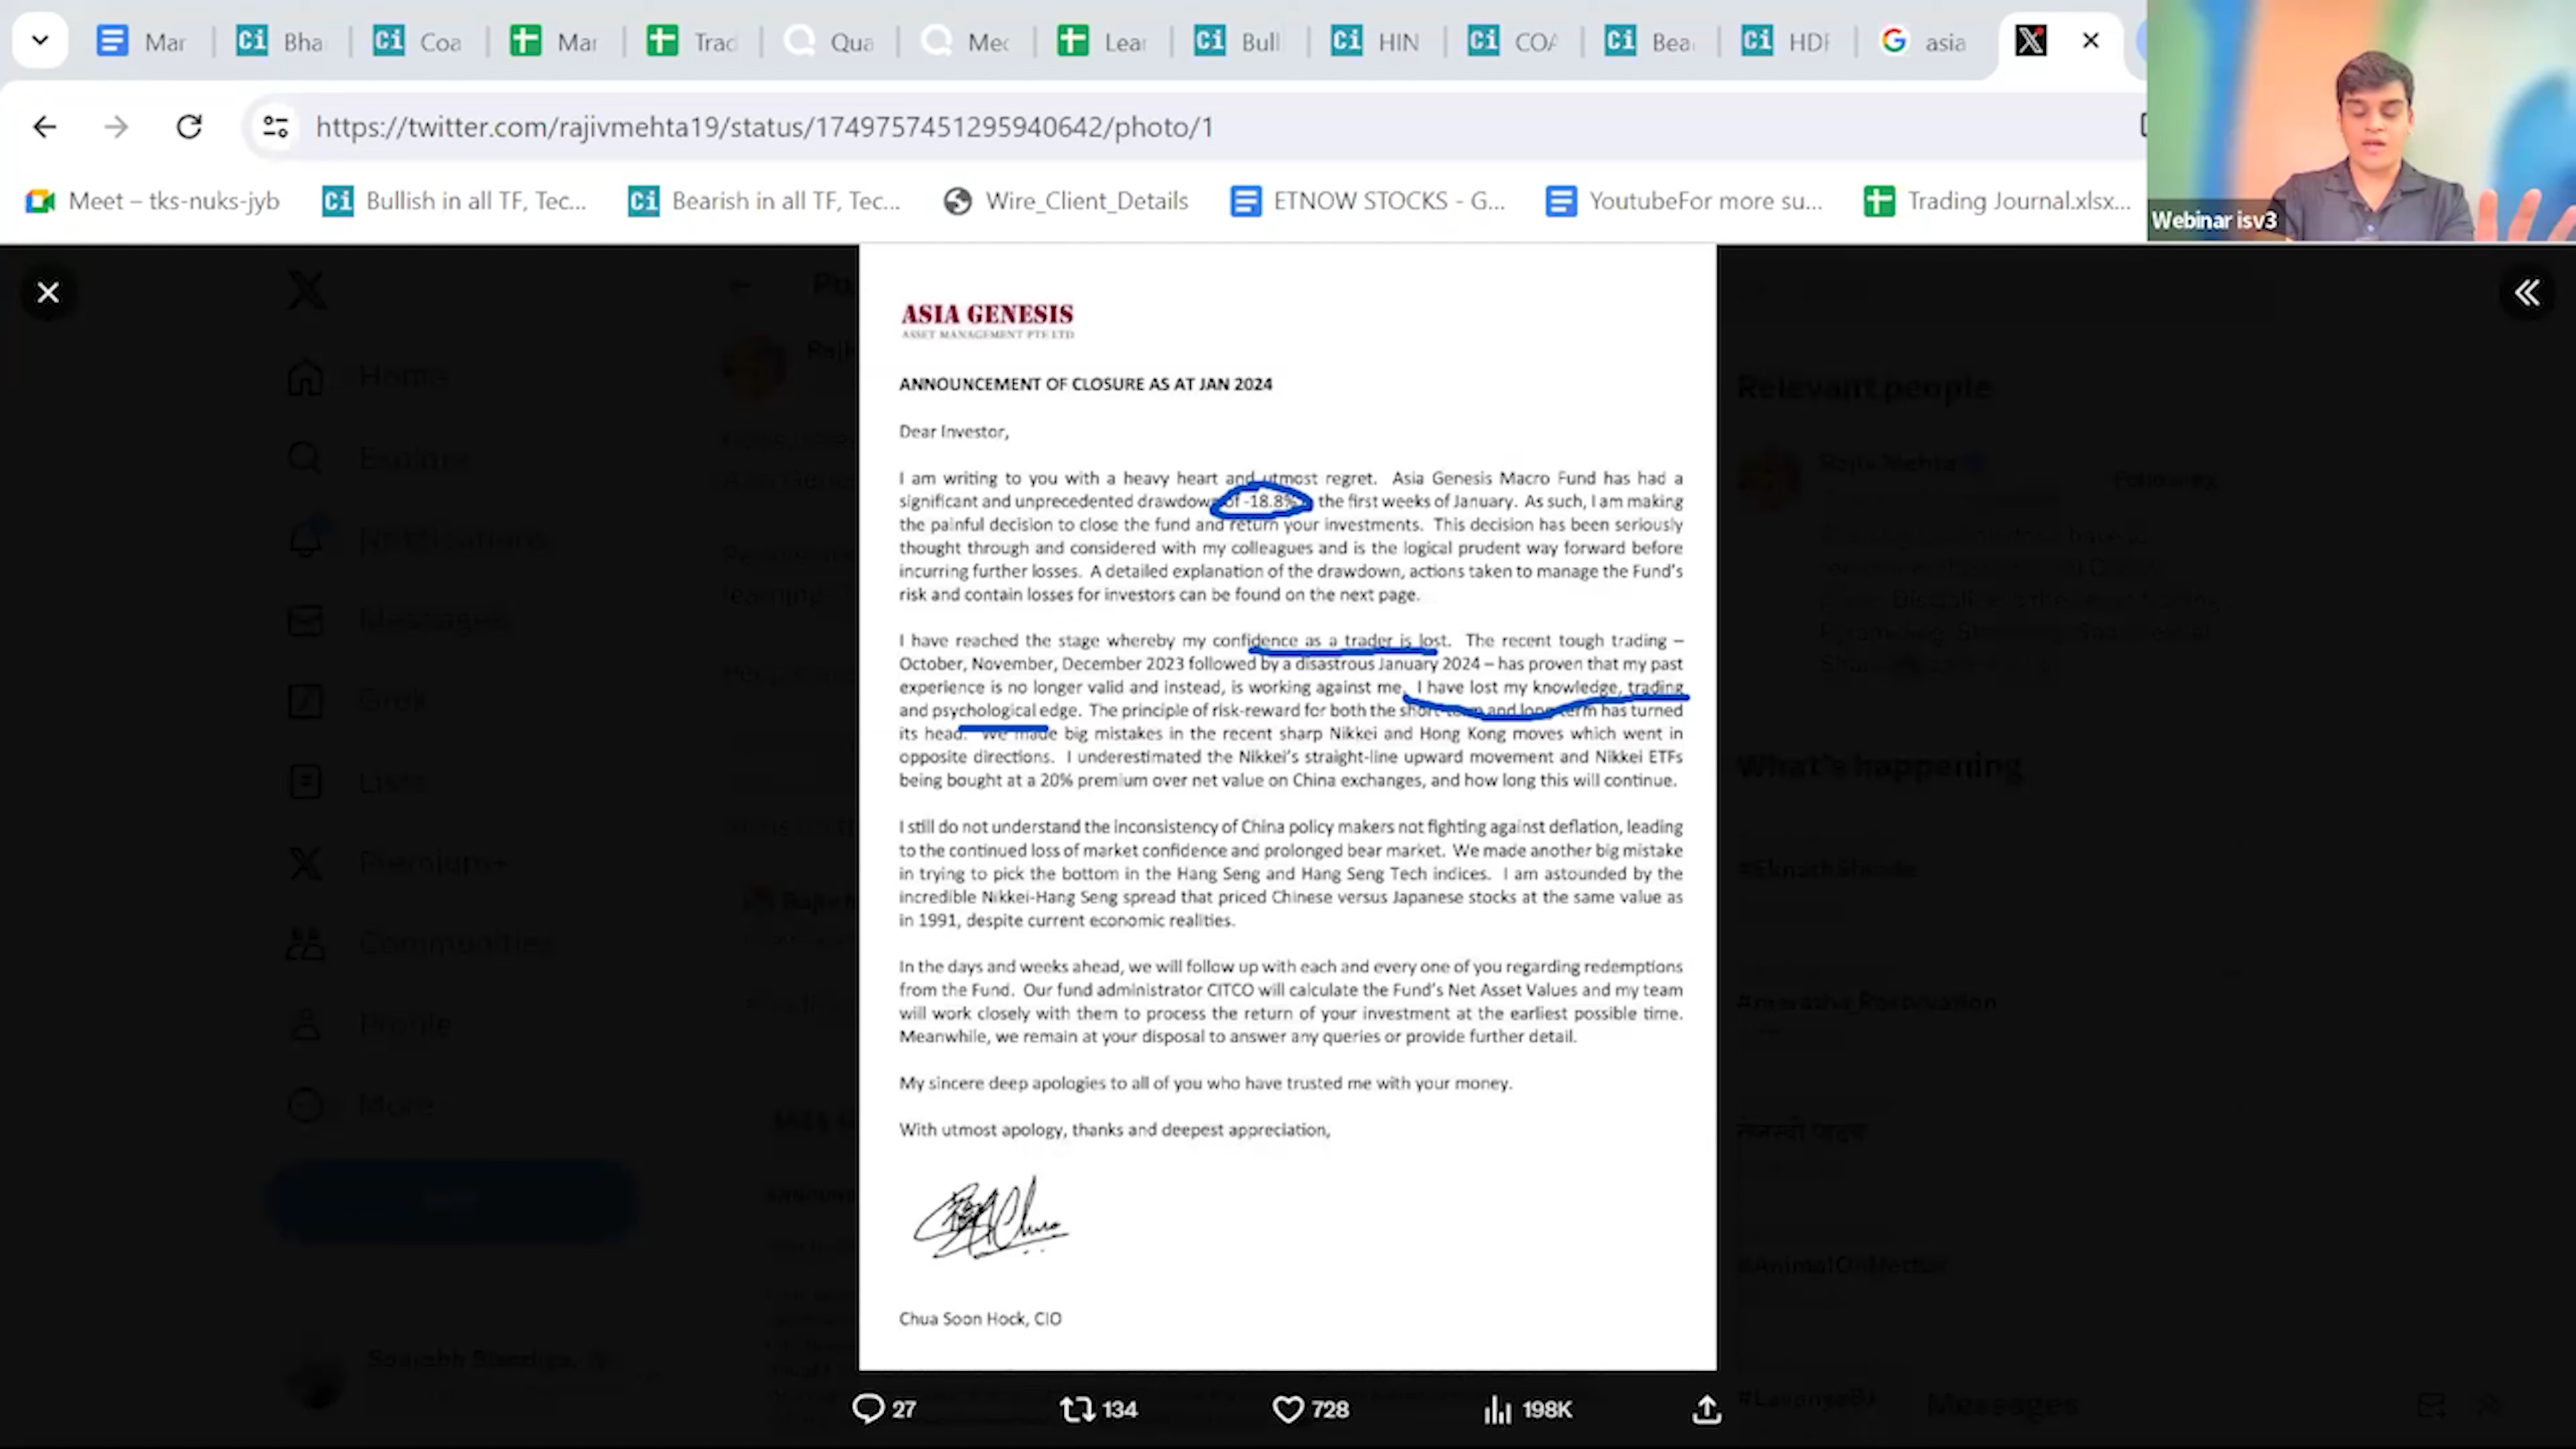 Mar
Bha
Coa
Mar
Trad
Qua
Mec
Lear
Bull
HIN
COA
Bea
HDF
asia
https://twitter.com/rajivmehta19/status/1749757451295940642/photo/1
Meet – tks-nuks-jyb
Bullish in all TF, Tec...
Bearish in all TF, Tec...
Wire_Client_Details
ETNOW STOCKS - G...
YoutubeFor more su...
Trading Journal.xlsx...
Webinar isv3
ASIA GENESIS
ASSET MANAGEMENT PTE LTD
ANNOUNCEMENT OF CLOSURE AS AT JAN 2024
Dear Investor,
I am writing to you with a heavy heart and utmost regret. Asia Genesis Macro Fund has had a
significant and unprecedented drawdown of -18.8% the first weeks of January. As such, I am making
the painful decision to close the fund and return your investments. This decision has been seriously
thought through and considered with my colleagues and is the logical prudent way forward before
incurring further losses. A detailed explanation of the drawdown, actions taken to manage the Fund's
risk and contain losses for investors can be found on the next page.
I have reached the stage whereby my confidence as a trader is lost. The recent tough trading –
October, November, December 2023 followed by a disastrous January 2024 – has proven that my past
experience is no longer valid and instead, is working against me. I have lost my knowledge, trading
and psychological edge. The principle of risk-reward for both the short-term and long-term has turned
its head. We made big mistakes in the recent sharp Nikkei and Hong Kong moves which went in
opposite directions. I underestimated the Nikkei's straight-line upward movement and Nikkei ETFs
being bought at a 20% premium over net value on China exchanges, and how long this will continue.
I still do not understand the inconsistency of China policy makers not fighting against deflation, leading
to the continued loss of market confidence and prolonged bear market. We made another big mistake
in trying to pick the bottom in the Hang Seng and Hang Seng Tech indices. I am astounded by the
incredible Nikkei-Hang Seng spread that priced Chinese versus Japanese stocks at the same value as
in 1991, despite current economic realities.
In the days and weeks ahead, we will follow up with each and every one of you regarding redemptions
from the Fund. Our fund administrator CITCO will calculate the Fund's Net Asset Values and my team
will work closely with them to process the return of your investment at the earliest possible time.
Meanwhile, we remain at your disposal to answer any queries or provide further detail.
My sincere deep apologies to all of you who have trusted me with your money.
With utmost apology, thanks and deepest appreciation,
Chua Soon Hock, CIO
27
134
728
198K
Home
Explore
Notifications
Messages
Grok
Lists
Premium+
Communities
Profile
More
Relevant people
Rajiv Mehta
What's happening
Messages